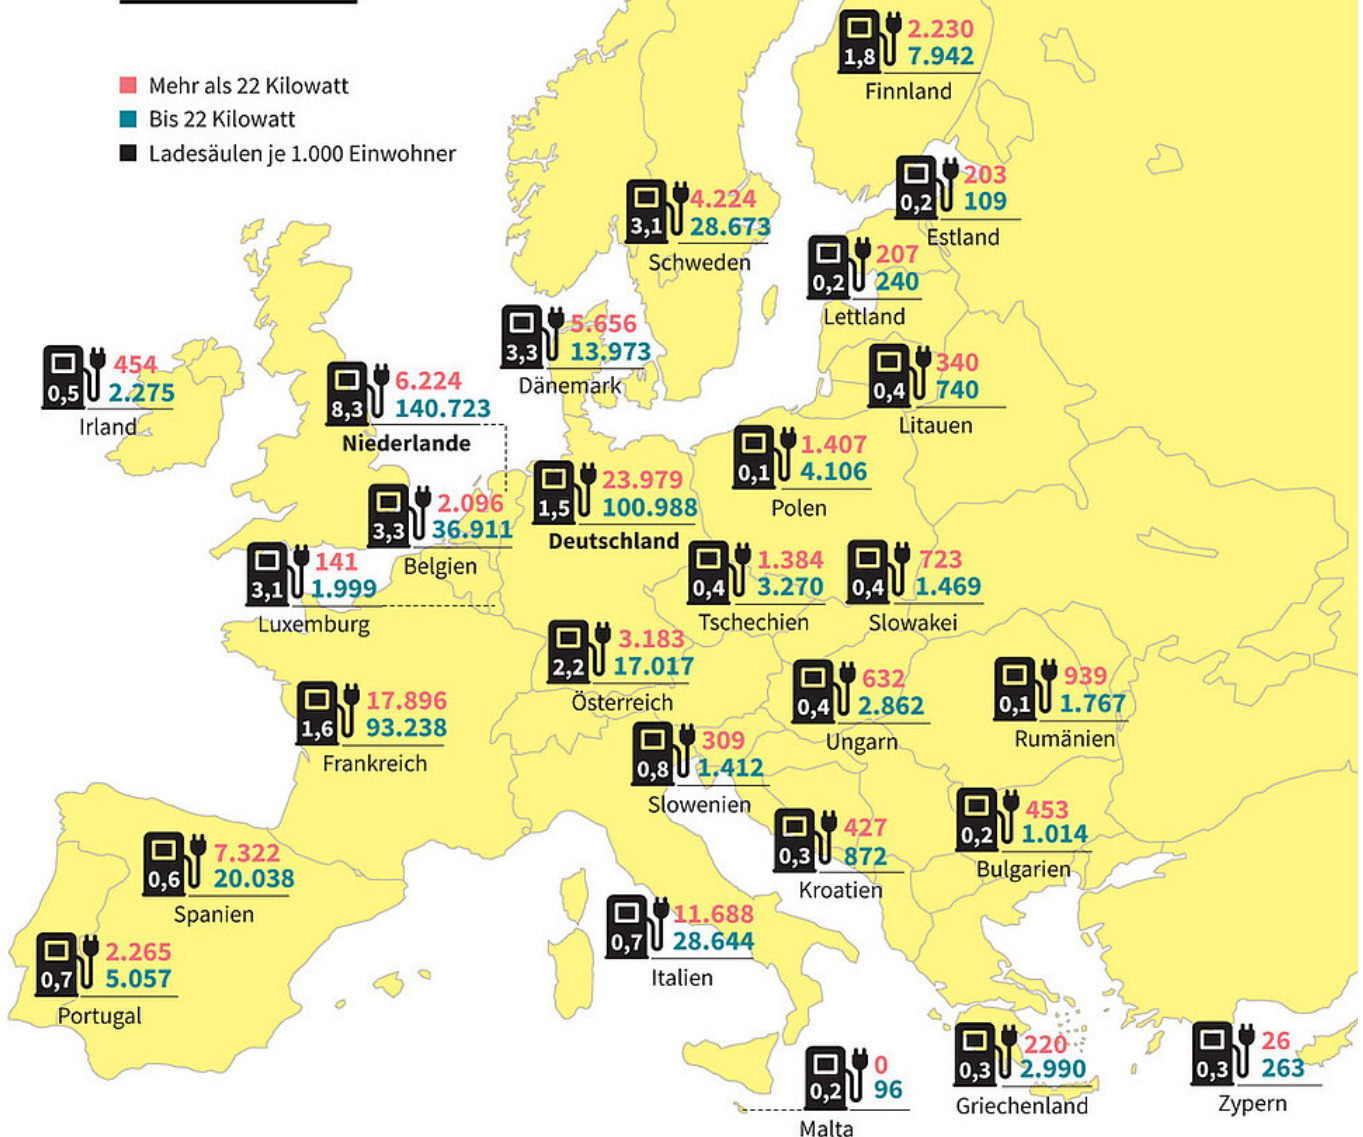 Mehr als 22 Kilowatt
Bis 22 Kilowatt
Ladesäulen je 1.000 Einwohner
2.230
1,8 7.942
Finnland
203
0,2 109
Estland
4.224
3,1 28.673
Schweden
207
0,2 240
Lettland
5.656
3,3 13.973
Dänemark
454
0,5 2.275
Irland
340
0,4 740
Litauen
6.224
8,3 140.723
Niederlande
1.407
0,1 4.106
Polen
23.979
1,5 100.988
Deutschland
2.096
3,3 36.911
Belgien
141
3,1 1.999
Luxemburg
1.384
0,4 3.270
Tschechien
723
0,4 1.469
Slowakei
3.183
2,2 17.017
Österreich
632
0,4 2.862
Ungarn
939
0,1 1.767
Rumänien
17.896
1,6 93.238
Frankreich
309
0,8 1.412
Slowenien
453
0,2 1.014
Bulgarien
427
0,3 872
Kroatien
7.322
0,6 20.038
Spanien
11.688
0,7 28.644
Italien
2.265
0,7 5.057
Portugal
220
0,3 2.990
Griechenland
26
0,3 263
Zypern
0
0,2 96
Malta